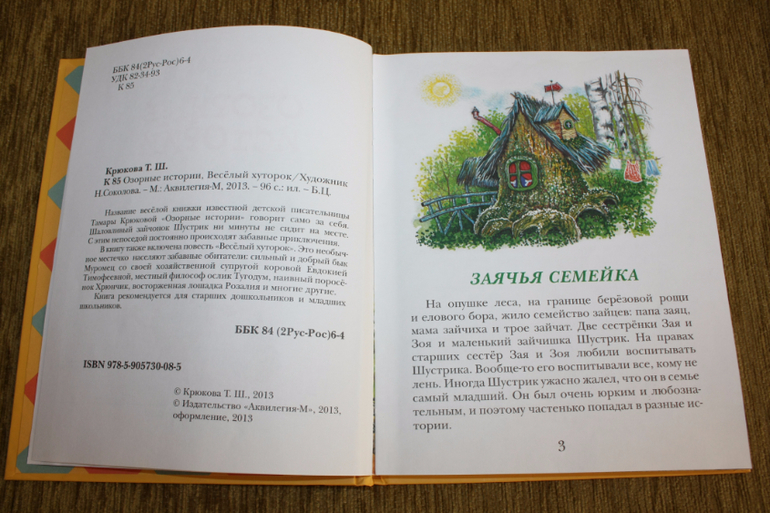 ББК 84(2Рус-Рос)6-4
УДК 82-34-93
К 85
Крюкова Т. Ш.
К 85 Озорные истории, Весёлый хуторок/Художник
Н.Соколова. – М.: Аквилегия-М, 2013. – 96 с.: ил. – Б.Ц.
Название весёлой книжки известной детской писательницы
Тамары Крюковой «Озорные истории» говорит само за себя.
Шаловливый зайчонок Шустрик ни минуты не сидит на месте.
С этим непоседой постоянно происходят забавные приключения.
В книгу также включена повесть «Весёлый хуторок». Это необыч-
ное местечко населяют забавные обитатели: сильный и добрый бык
Муромец со своей хозяйственной супругой коровой Евдокией
Тимофеевной, местный философ ослик Тугодум, наивный поросё-
нок Хрюнчик, восторженная лошадка Розалия и многие другие.
Книга рекомендуется для старших дошкольников и младших
школьников.
ББК 84 (2Рус-Рос)6-4
ISBN 978-5-905730-08-5
© Крюкова Т. Ш., 2013
© Издательство «Аквилегия-М», 2013,
оформление, 2013
ЗАЯЧЬЯ СЕМЕЙКА
На опушке леса, на границе берёзовой рощи
и елового бора, жило семейство зайцев: папа заяц,
мама зайчиха и трое зайчат. Две сестрёнки Зая и
Зоя и маленький зайчишка Шустрик. На правах
старших сестёр Зая и Зоя любили воспитывать
Шустрика. Вообще-то его воспитывали все, кому не
лень. Иногда Шустрик ужасно жалел, что он в семье
самый младший. Он был очень юрким и любозна-
тельным, и поэтому частенько попадал в разные ис-
тории.
3